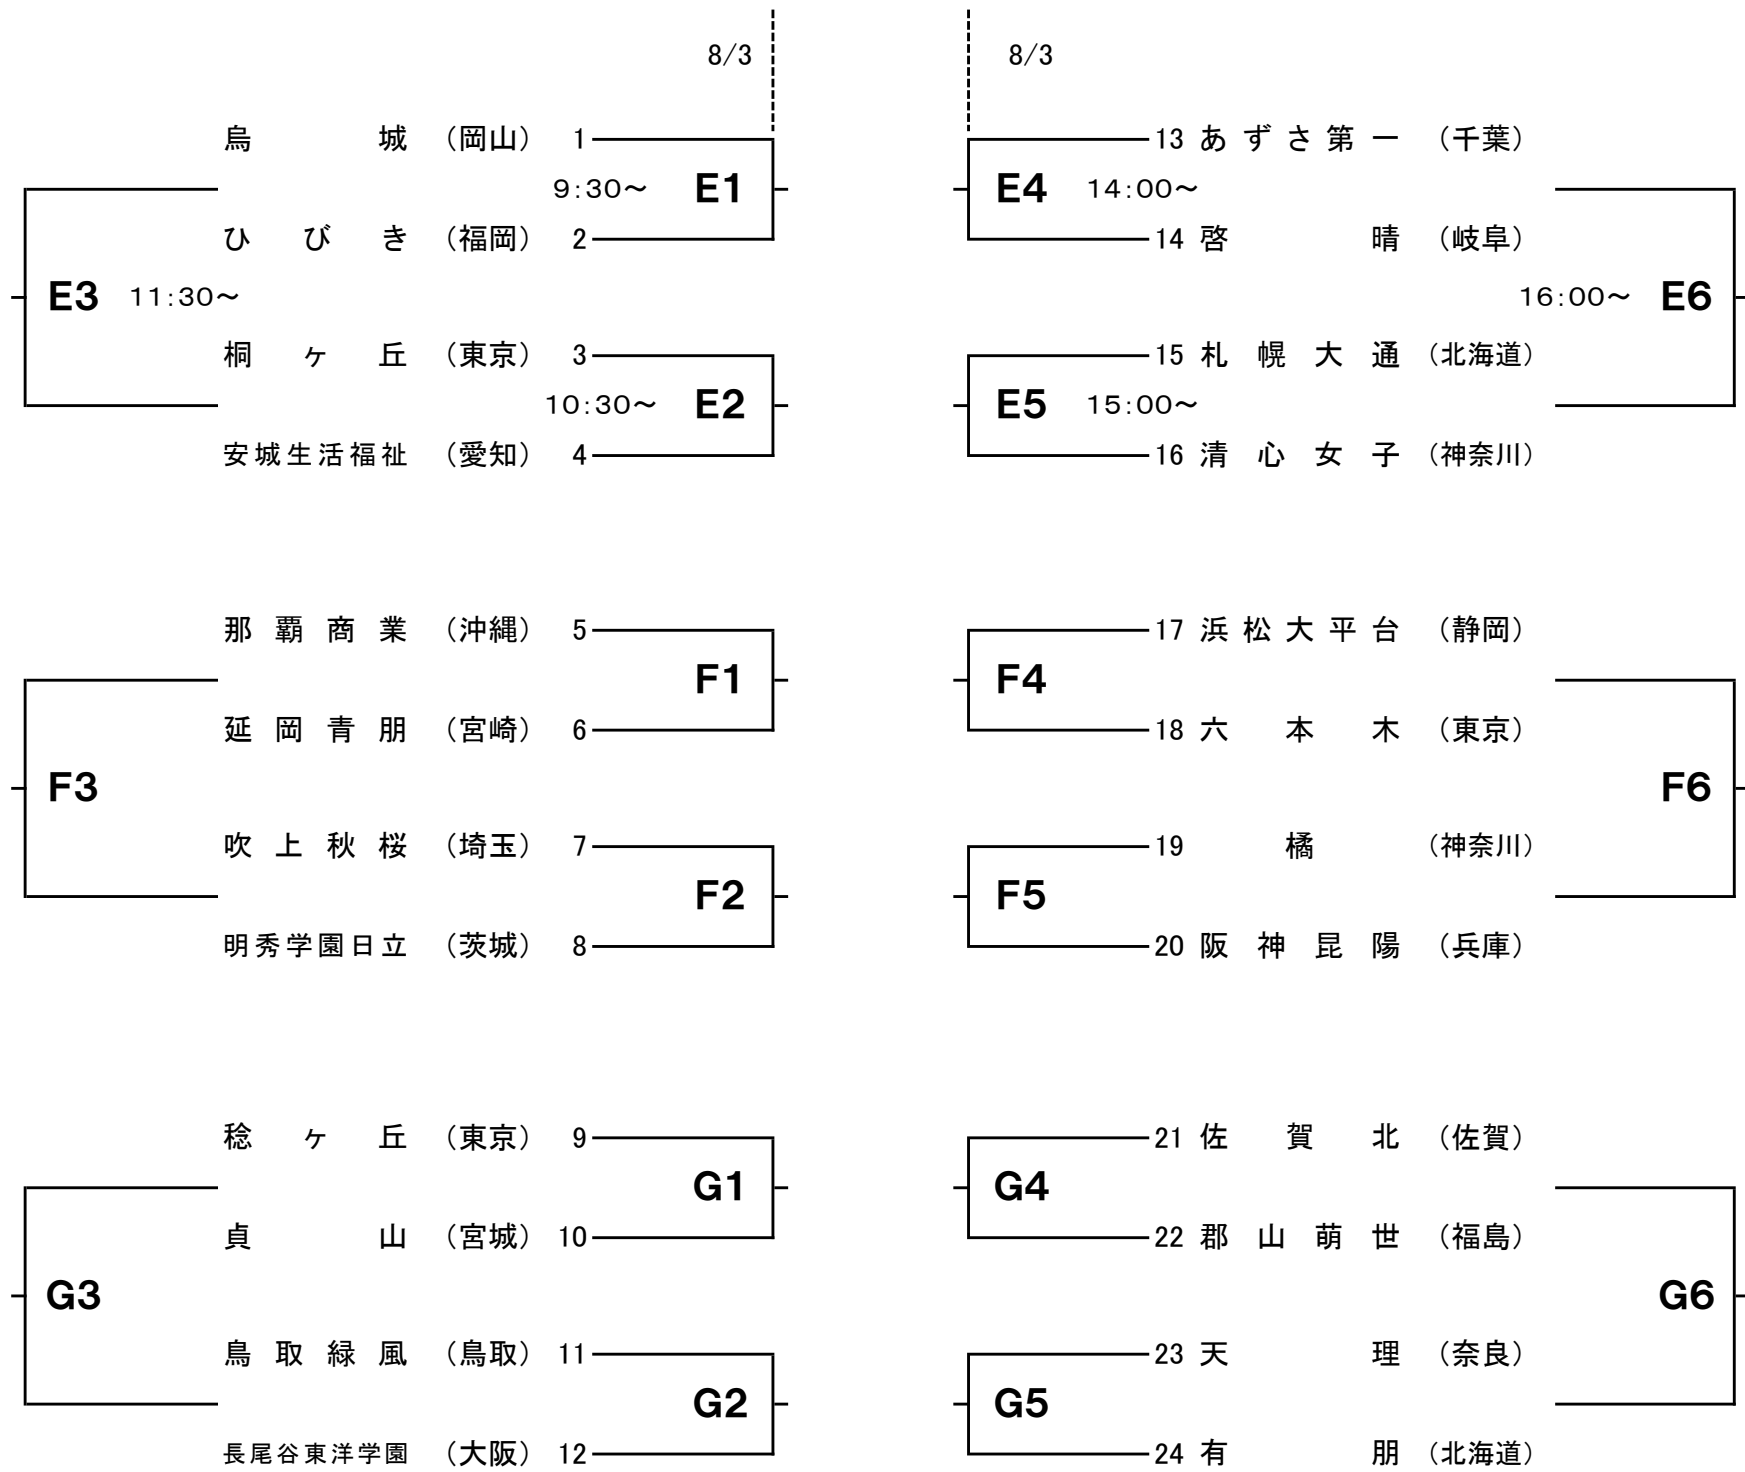 8/3 8/3
烏城 （岡山） 1 13 あずさ第一 （千葉）
9:30～ E1 E4 14:00～
ひびき （福岡） 2 14 啓晴 （岐阜）
E3 11:30～ 16:00～ E6
桐ヶ丘 （東京） 3 15 札幌大通 （北海道）
10:30～ E2 E5 15:00～
安城生活福祉 （愛知） 4 16 清心女子 （神奈川）
那覇商業 （沖縄） 5 17 浜松大平台 （静岡）
F1 F4
延岡青朋 （宮崎） 6 18 六本木 （東京）
F3 F6
吹上秋桜 （埼玉） 7 19 橘 （神奈川）
F2 F5
明秀学園日立 （茨城） 8 20 阪神昆陽 （兵庫）
稔ヶ丘 （東京） 9 21 佐賀北 （佐賀）
G1 G4
貞山 （宮城） 10 22 郡山萌世 （福島）
G3 G6
鳥取緑風 （鳥取） 11 23 天理 （奈良）
G2 G5
長尾谷東洋学園 （大阪） 12 24 有朋 （北海道）